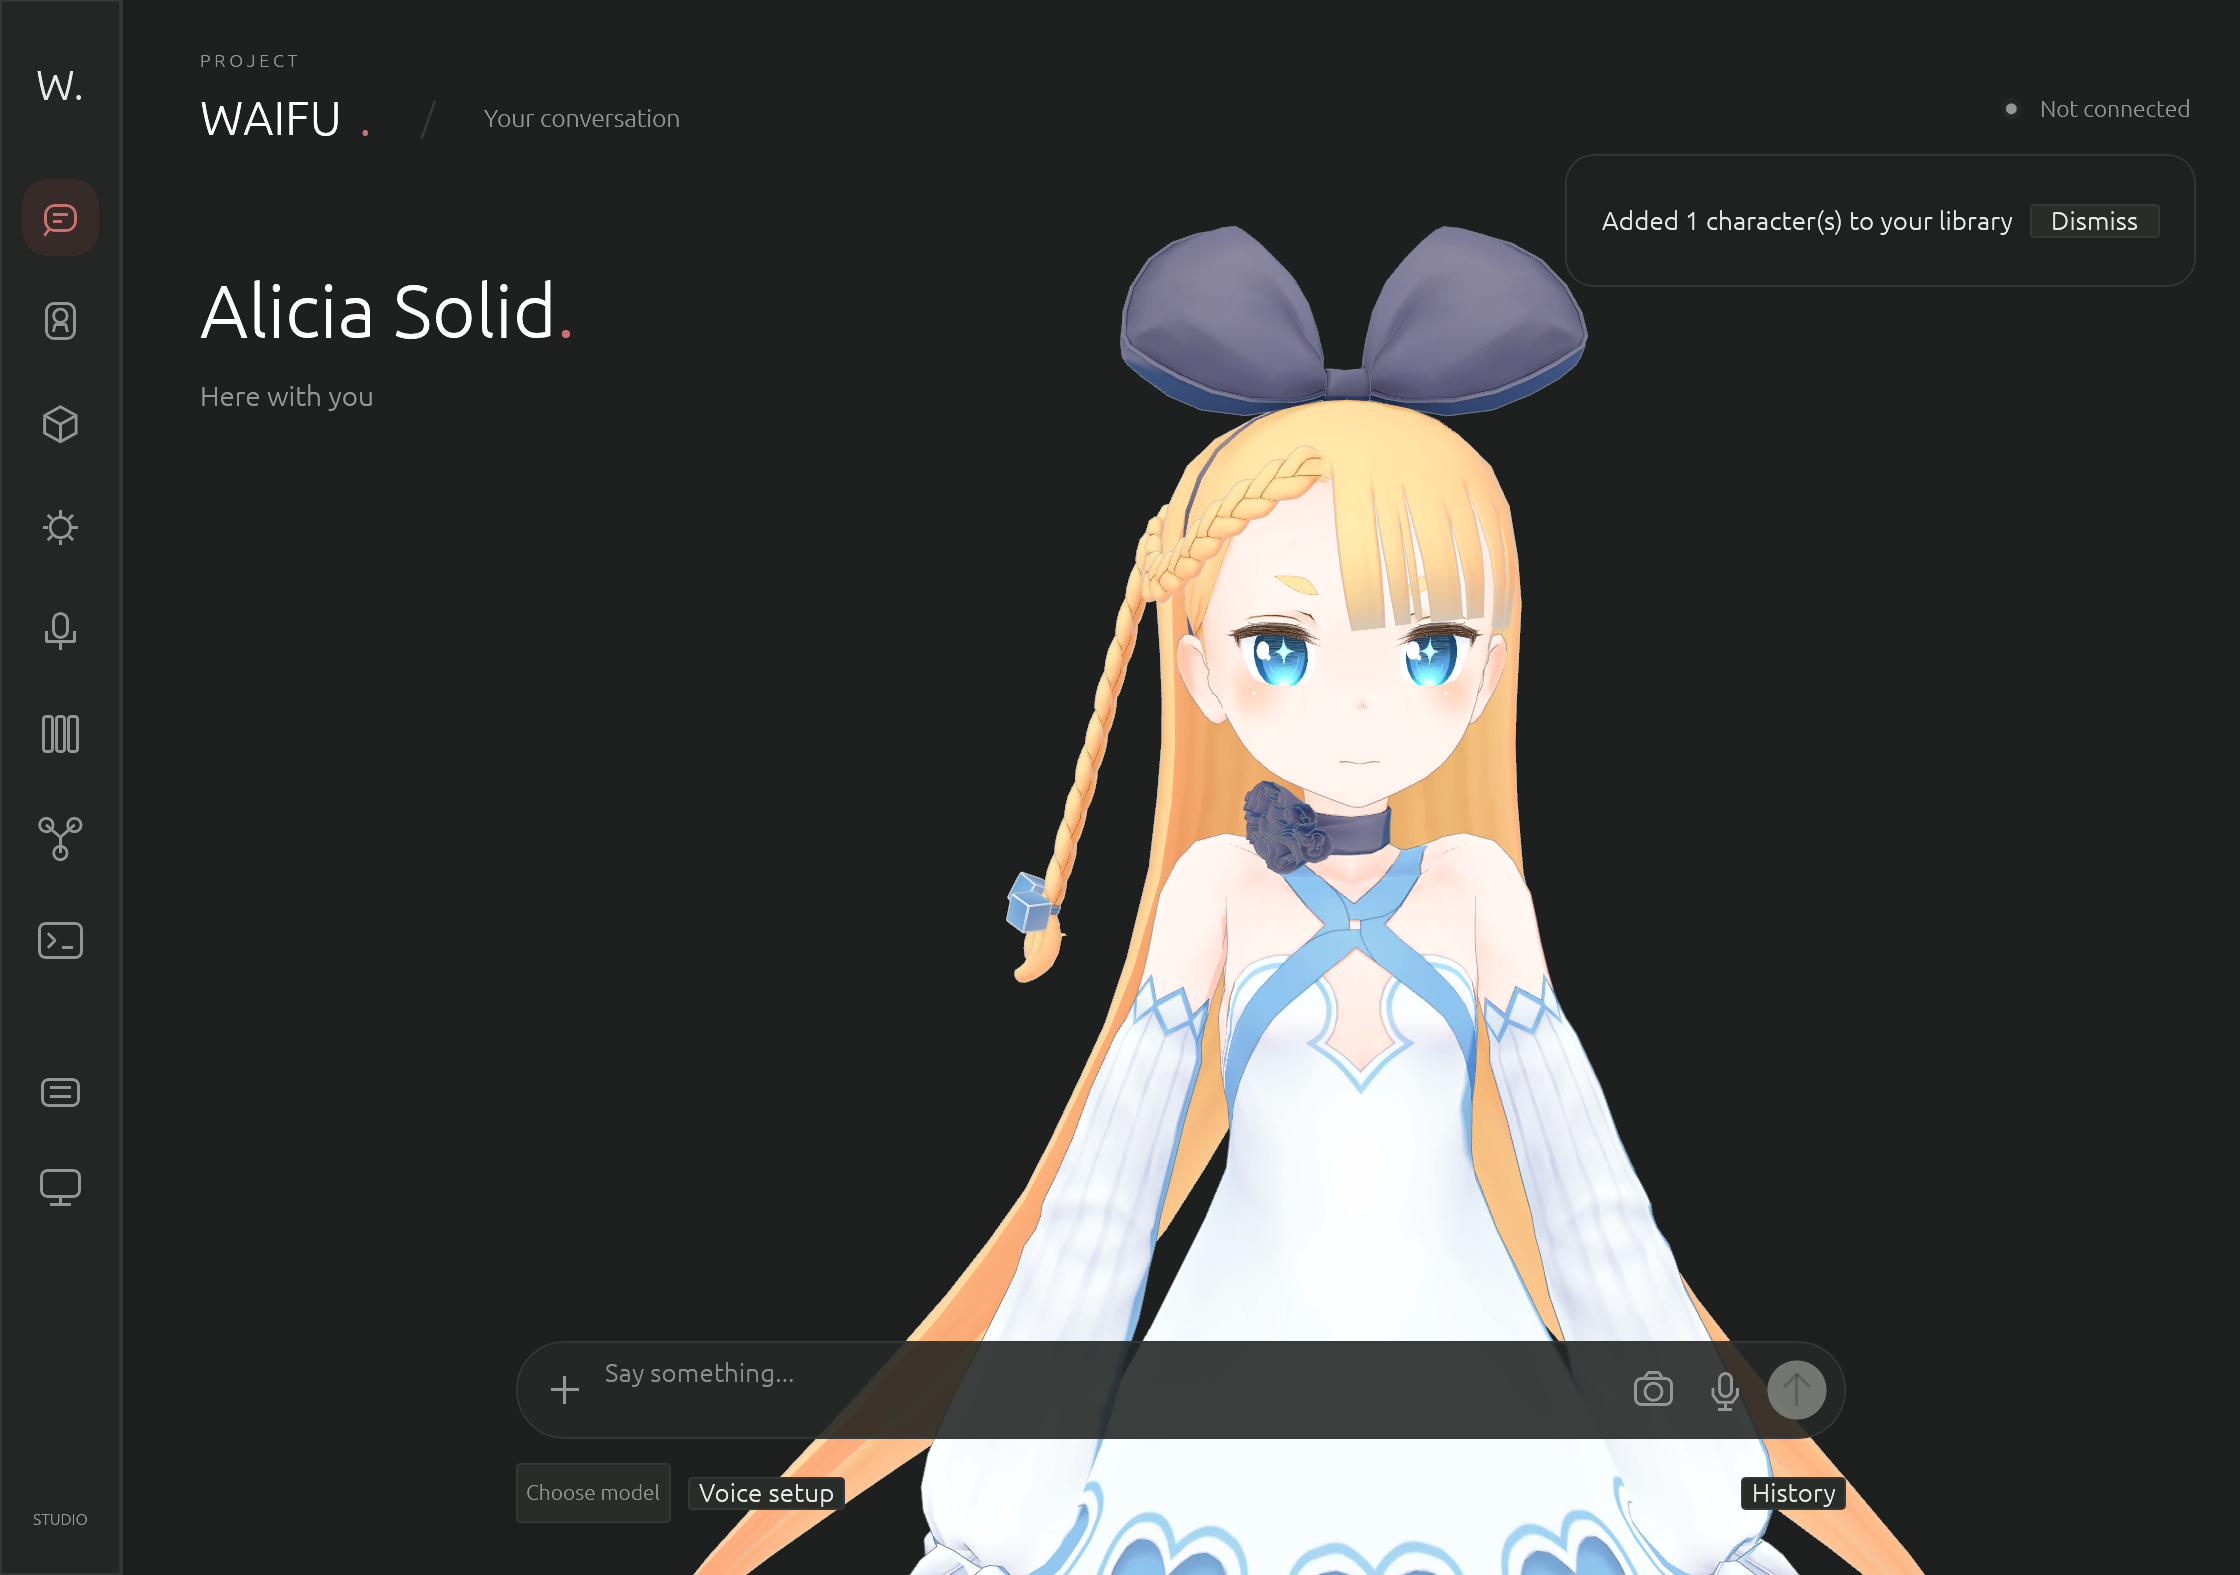 W.
PROJECT
WAIFU .
/
Your conversation
Not connected
Added 1 character(s) to your library
Dismiss
Alicia Solid.
Here with you
Say something...
Choose model
Voice setup
History
STUDIO